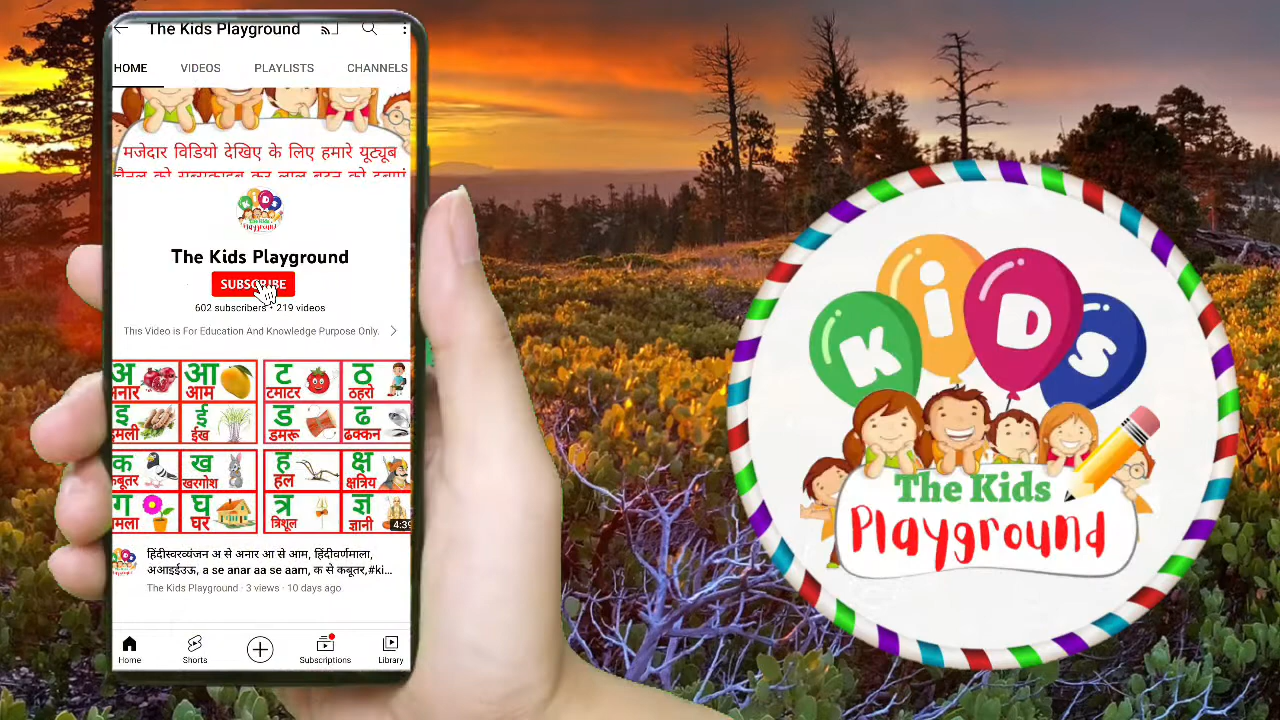 The Kids Playground
HOME VIDEOS PLAYLISTS CHANNELS
मजेदार विडियो देखिए के लिए हमारे यूट्यूब
The Kids
Playground
The Kids Playground
SUBSCRIBE
602 subscribers · 219 videos
This Video is For Education And Knowledge Purpose Only.
अ आ ट ठ
अनार आम टमाटर ठहरो
इ ई ड ढ
इमली ईख डमरू ढक्कन
क ख ह क्ष
कबूतर खरगोश हल क्षत्रिय
ग घ त्र ज्ञ
गमला घर त्रिशूल ज्ञानी
4:39
हिंदीस्वरव्यंजन अ से अनार आ से आम, हिंदीवर्णमाला,
अआइईउऊ, a se anar aa se aam, क से कबूतर,#ki...
The Kids Playground · 3 views · 10 days ago
Home Shorts Subscriptions Library
KiDS
The Kids
Playground